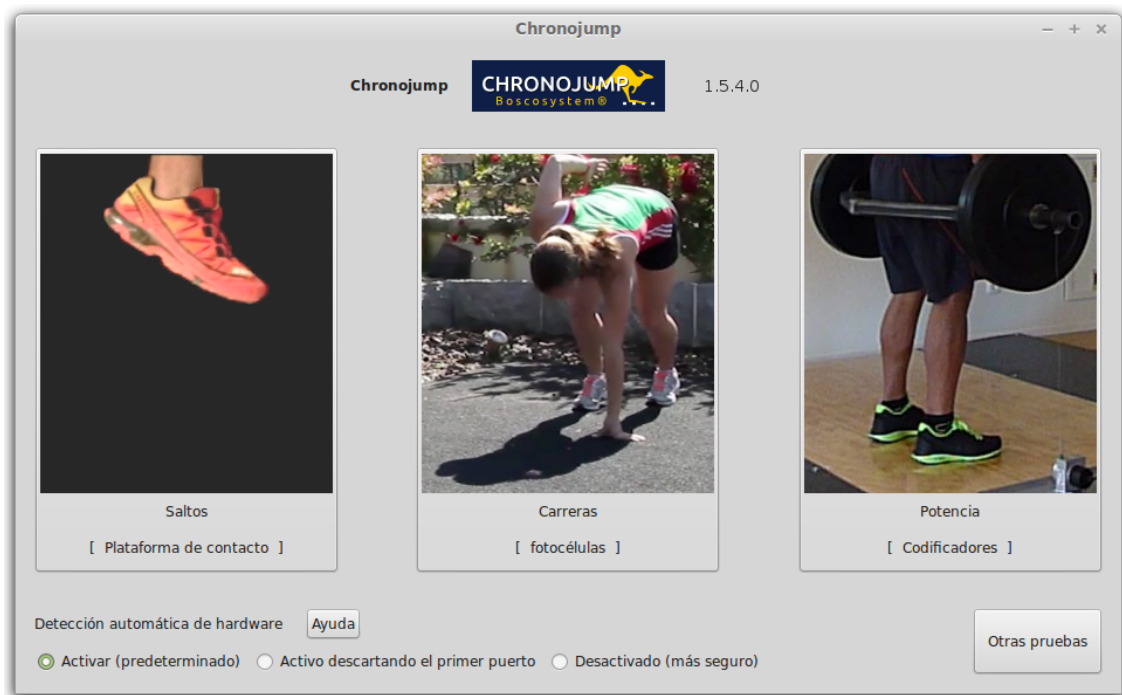 Chronojump
Chronojump CHRONOJUMP 1.5.4.0
Boscosystem®
Saltos
[ Plataforma de contacto ]
Carreras
[ fotocélulas ]
Potencia
[ Codificadores ]
Detección automática de hardware Ayuda
Activar (predeterminado) Activo descartando el primer puerto Desactivado (más seguro)
Otras pruebas